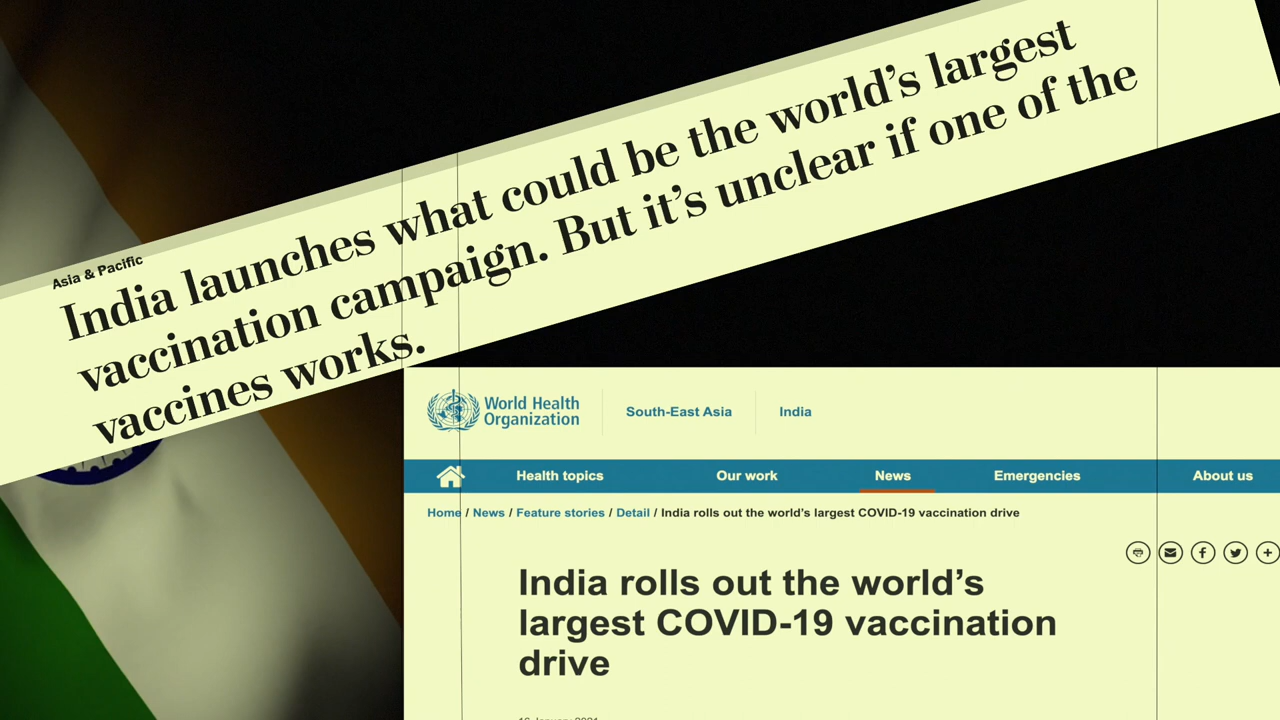 Asia & Pacific
India launches what could be the world’s largest
vaccination campaign. But it’s unclear if one of the
vaccines works.
World Health
Organization
South-East Asia
India
Health topics
Our work
News
Emergencies
About us
Home / News / Feature stories / Detail / India rolls out the world’s largest COVID-19 vaccination drive
India rolls out the world’s
largest COVID-19 vaccination
drive